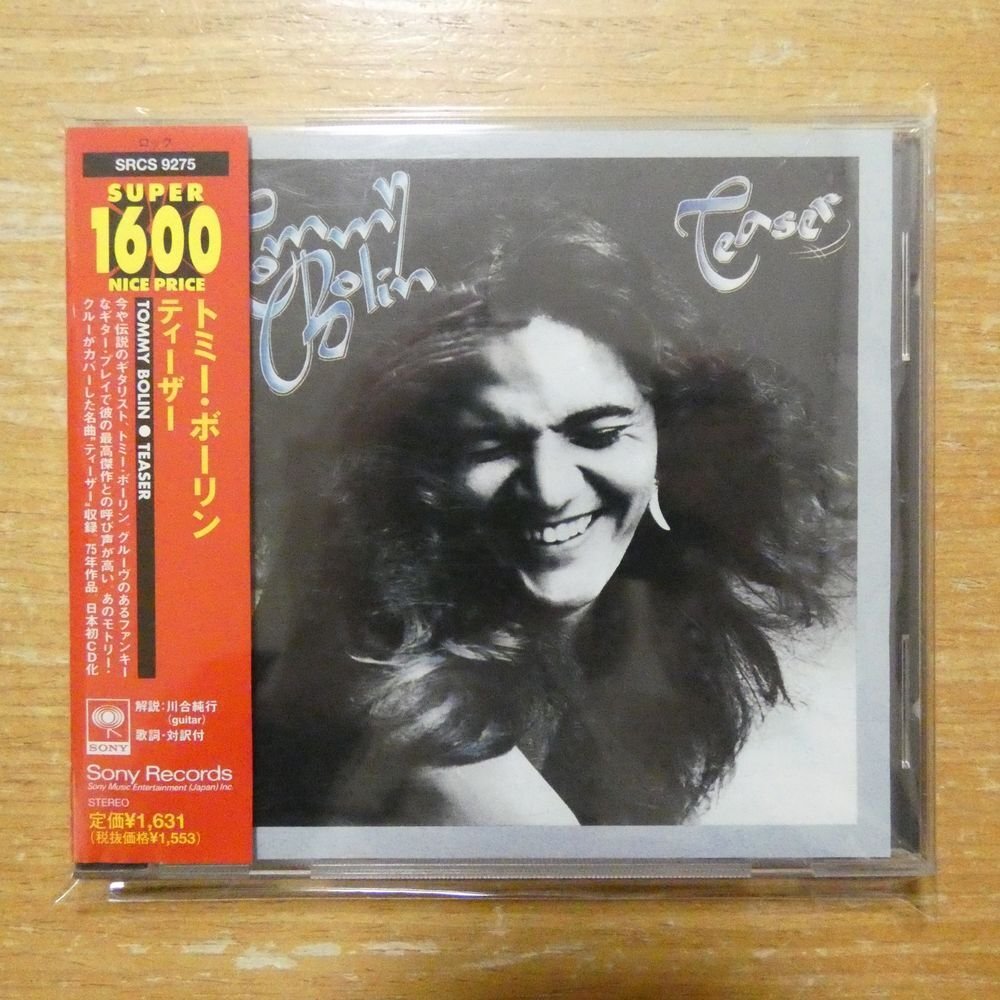 ロック
SRCS 9275
SUPER
1600
NICE PRICE
トミー・ボーリン
ティーザー
TOMMY BOLIN ● TEASER
今や伝説のギタリスト、トミー・ボーリン。グルーヴのあるファンキー
なギター・プレイで彼の最高傑作との呼び声が高い、あのモトリー・
クルーがカバーした名曲"ティーザー"収録。75年作品。日本初CD化
解説:川合純行
(guitar)
歌詞・対訳付
SONY
Sony Records
Sony Music Entertainment (Japan) Inc.
STEREO
定価¥1,631
(税抜価格¥1,553)
Tommy
Bolin
Teaser